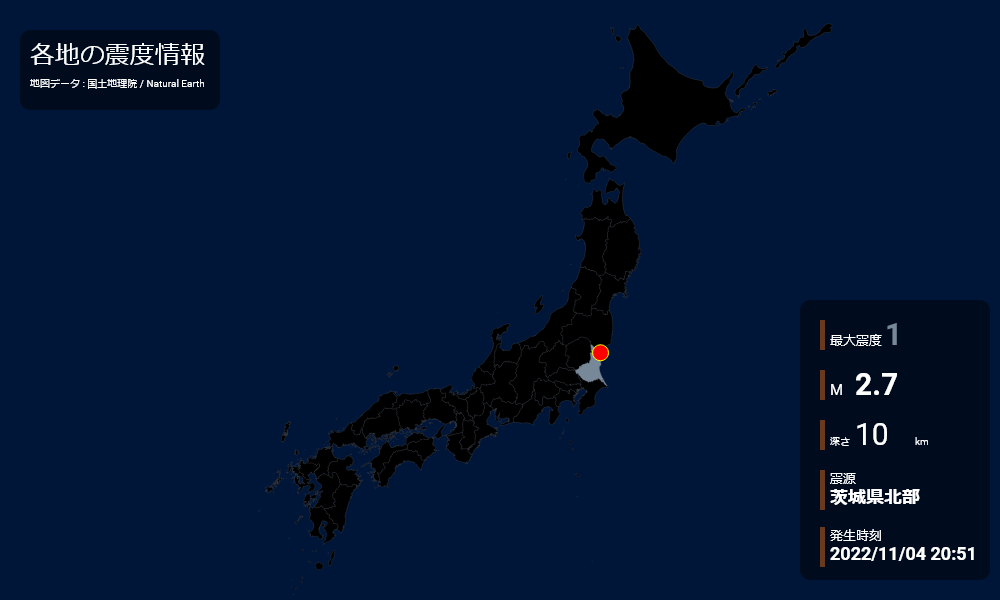 各地の震度情報
地図データ : 国土地理院 / Natural Earth
最大震度 1
M 2.7
深さ 10 km
震源
茨城県北部
発生時刻
2022/11/04 20:51